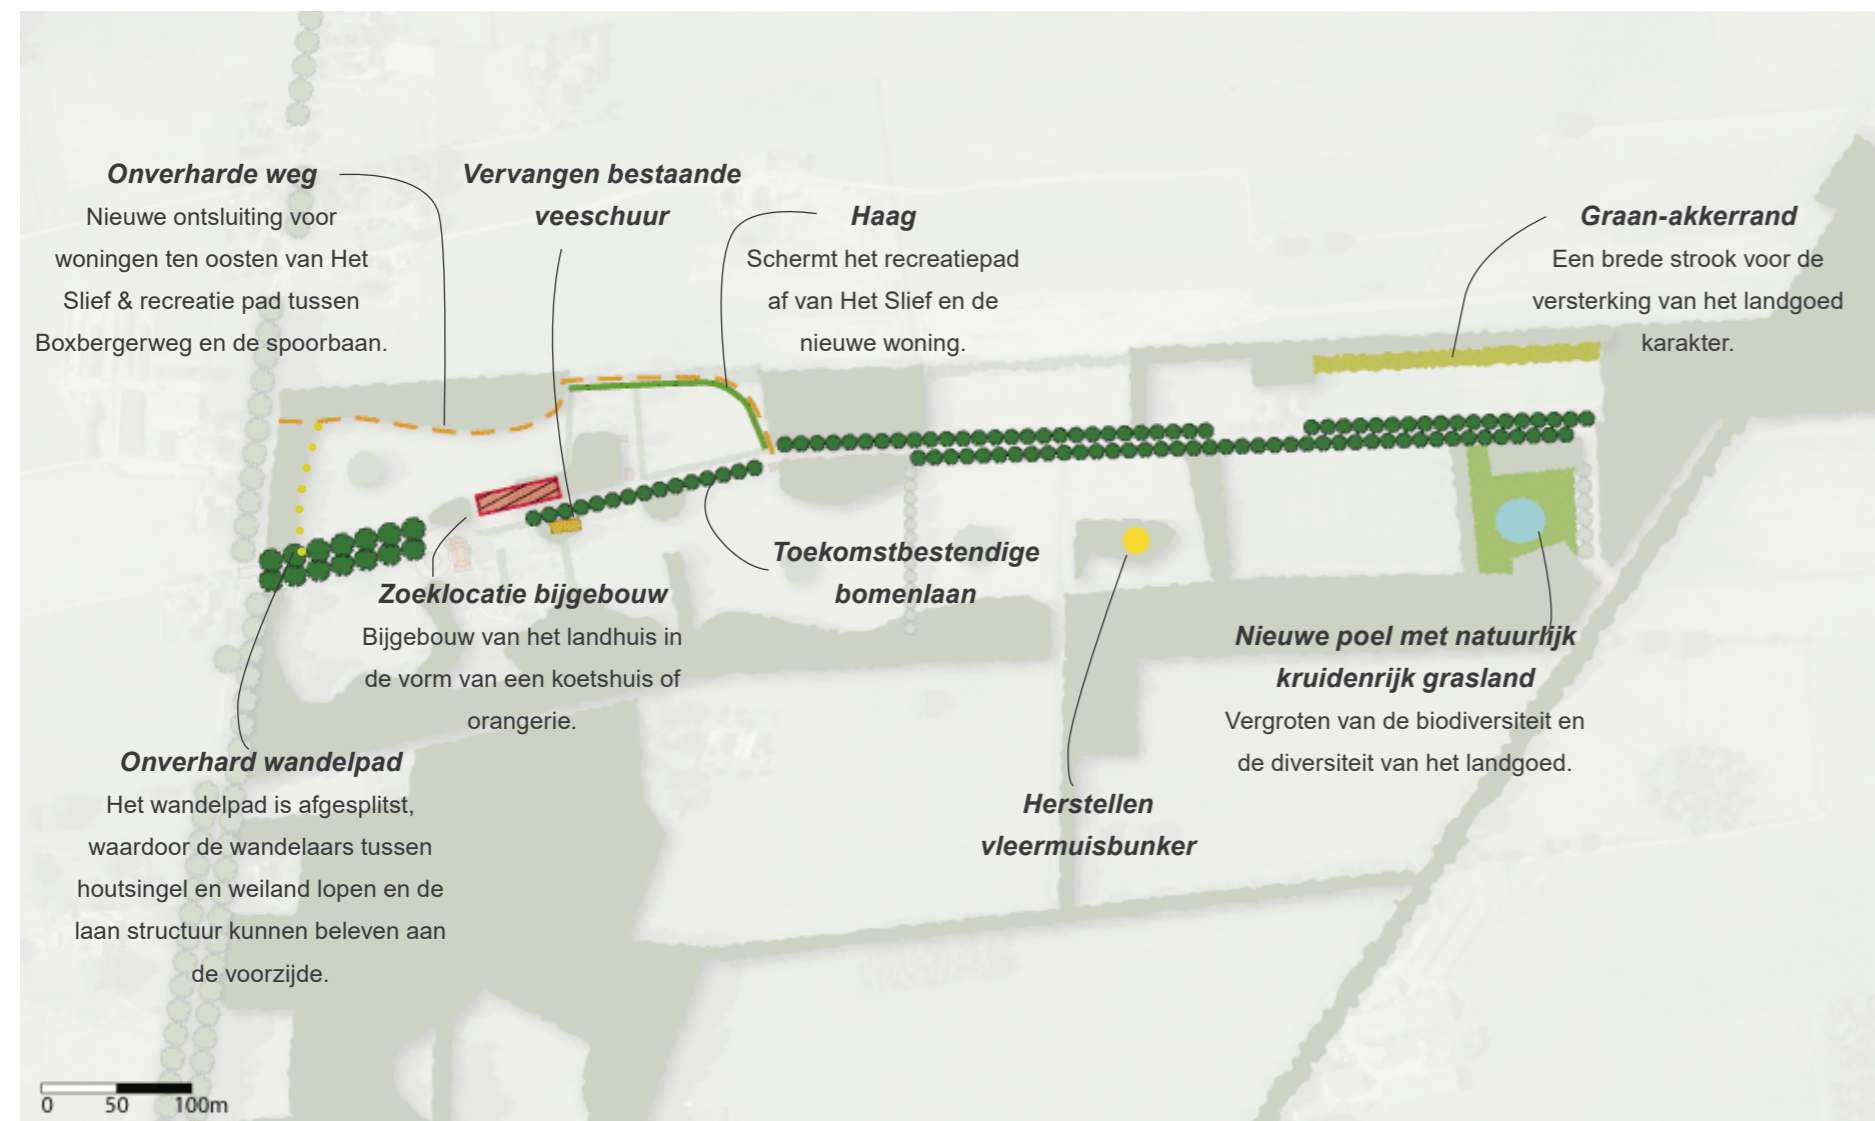 Onverharde weg
Nieuwe ontsluiting voor
woningen ten oosten van Het
Slief & recreatie pad tussen
Boxbergerweg en de spoorbaan.
Vervangen bestaande
veeschuur
Haag
Schermt het recreatiepad
af van Het Slief en de
nieuwe woning.
Graan-akkerrand
Een brede strook voor de
versterking van het landgoed
karakter.
Toekomstbestendige
bomenlaan
Zoeklocatie bijgebouw
Bijgebouw van het landhuis in
de vorm van een koetshuis of
orangerie.
Nieuwe poel met natuurlijk
kruidenrijk grasland
Vergroten van de biodiversiteit en
de diversiteit van het landgoed.
Onverhard wandelpad
Het wandelpad is afgesplitst,
waardoor de wandelaars tussen
houtsingel en weiland lopen en de
laan structuur kunnen beleven aan
de voorzijde.
Herstellen
vleermuisbunker
0 50 100m